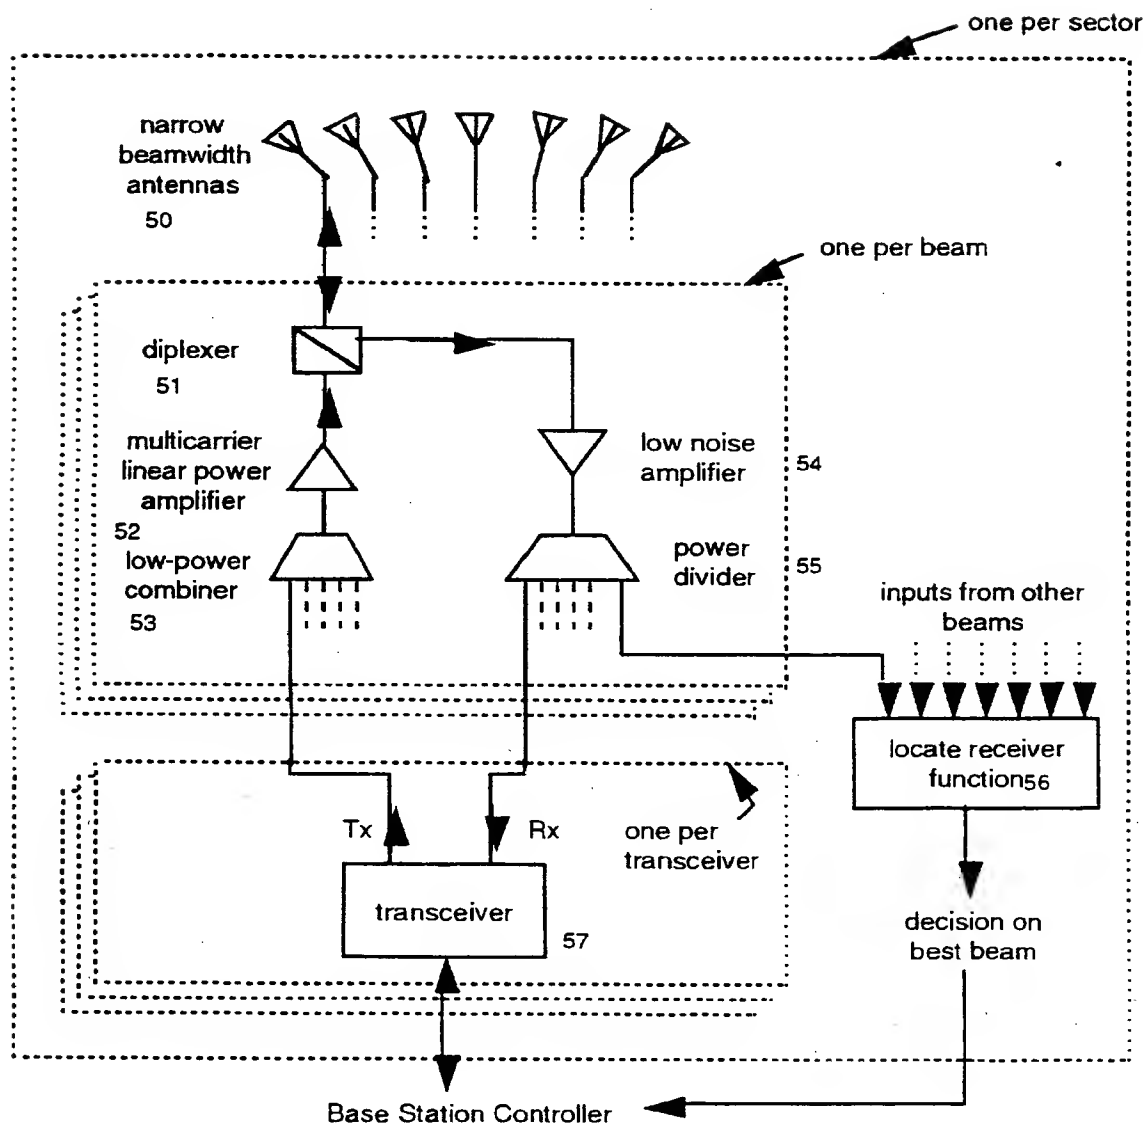 one per sector
narrow
beamwidth
antennas
50
one per beam
diplexer
51
multicarrier
linear power
amplifier
52
low noise
amplifier
54
low-power
combiner
53
power
divider
55
inputs from other
beams
locate receiver
function56
Tx
Rx
one per
transceiver
transceiver
57
decision on
best beam
Base Station Controller